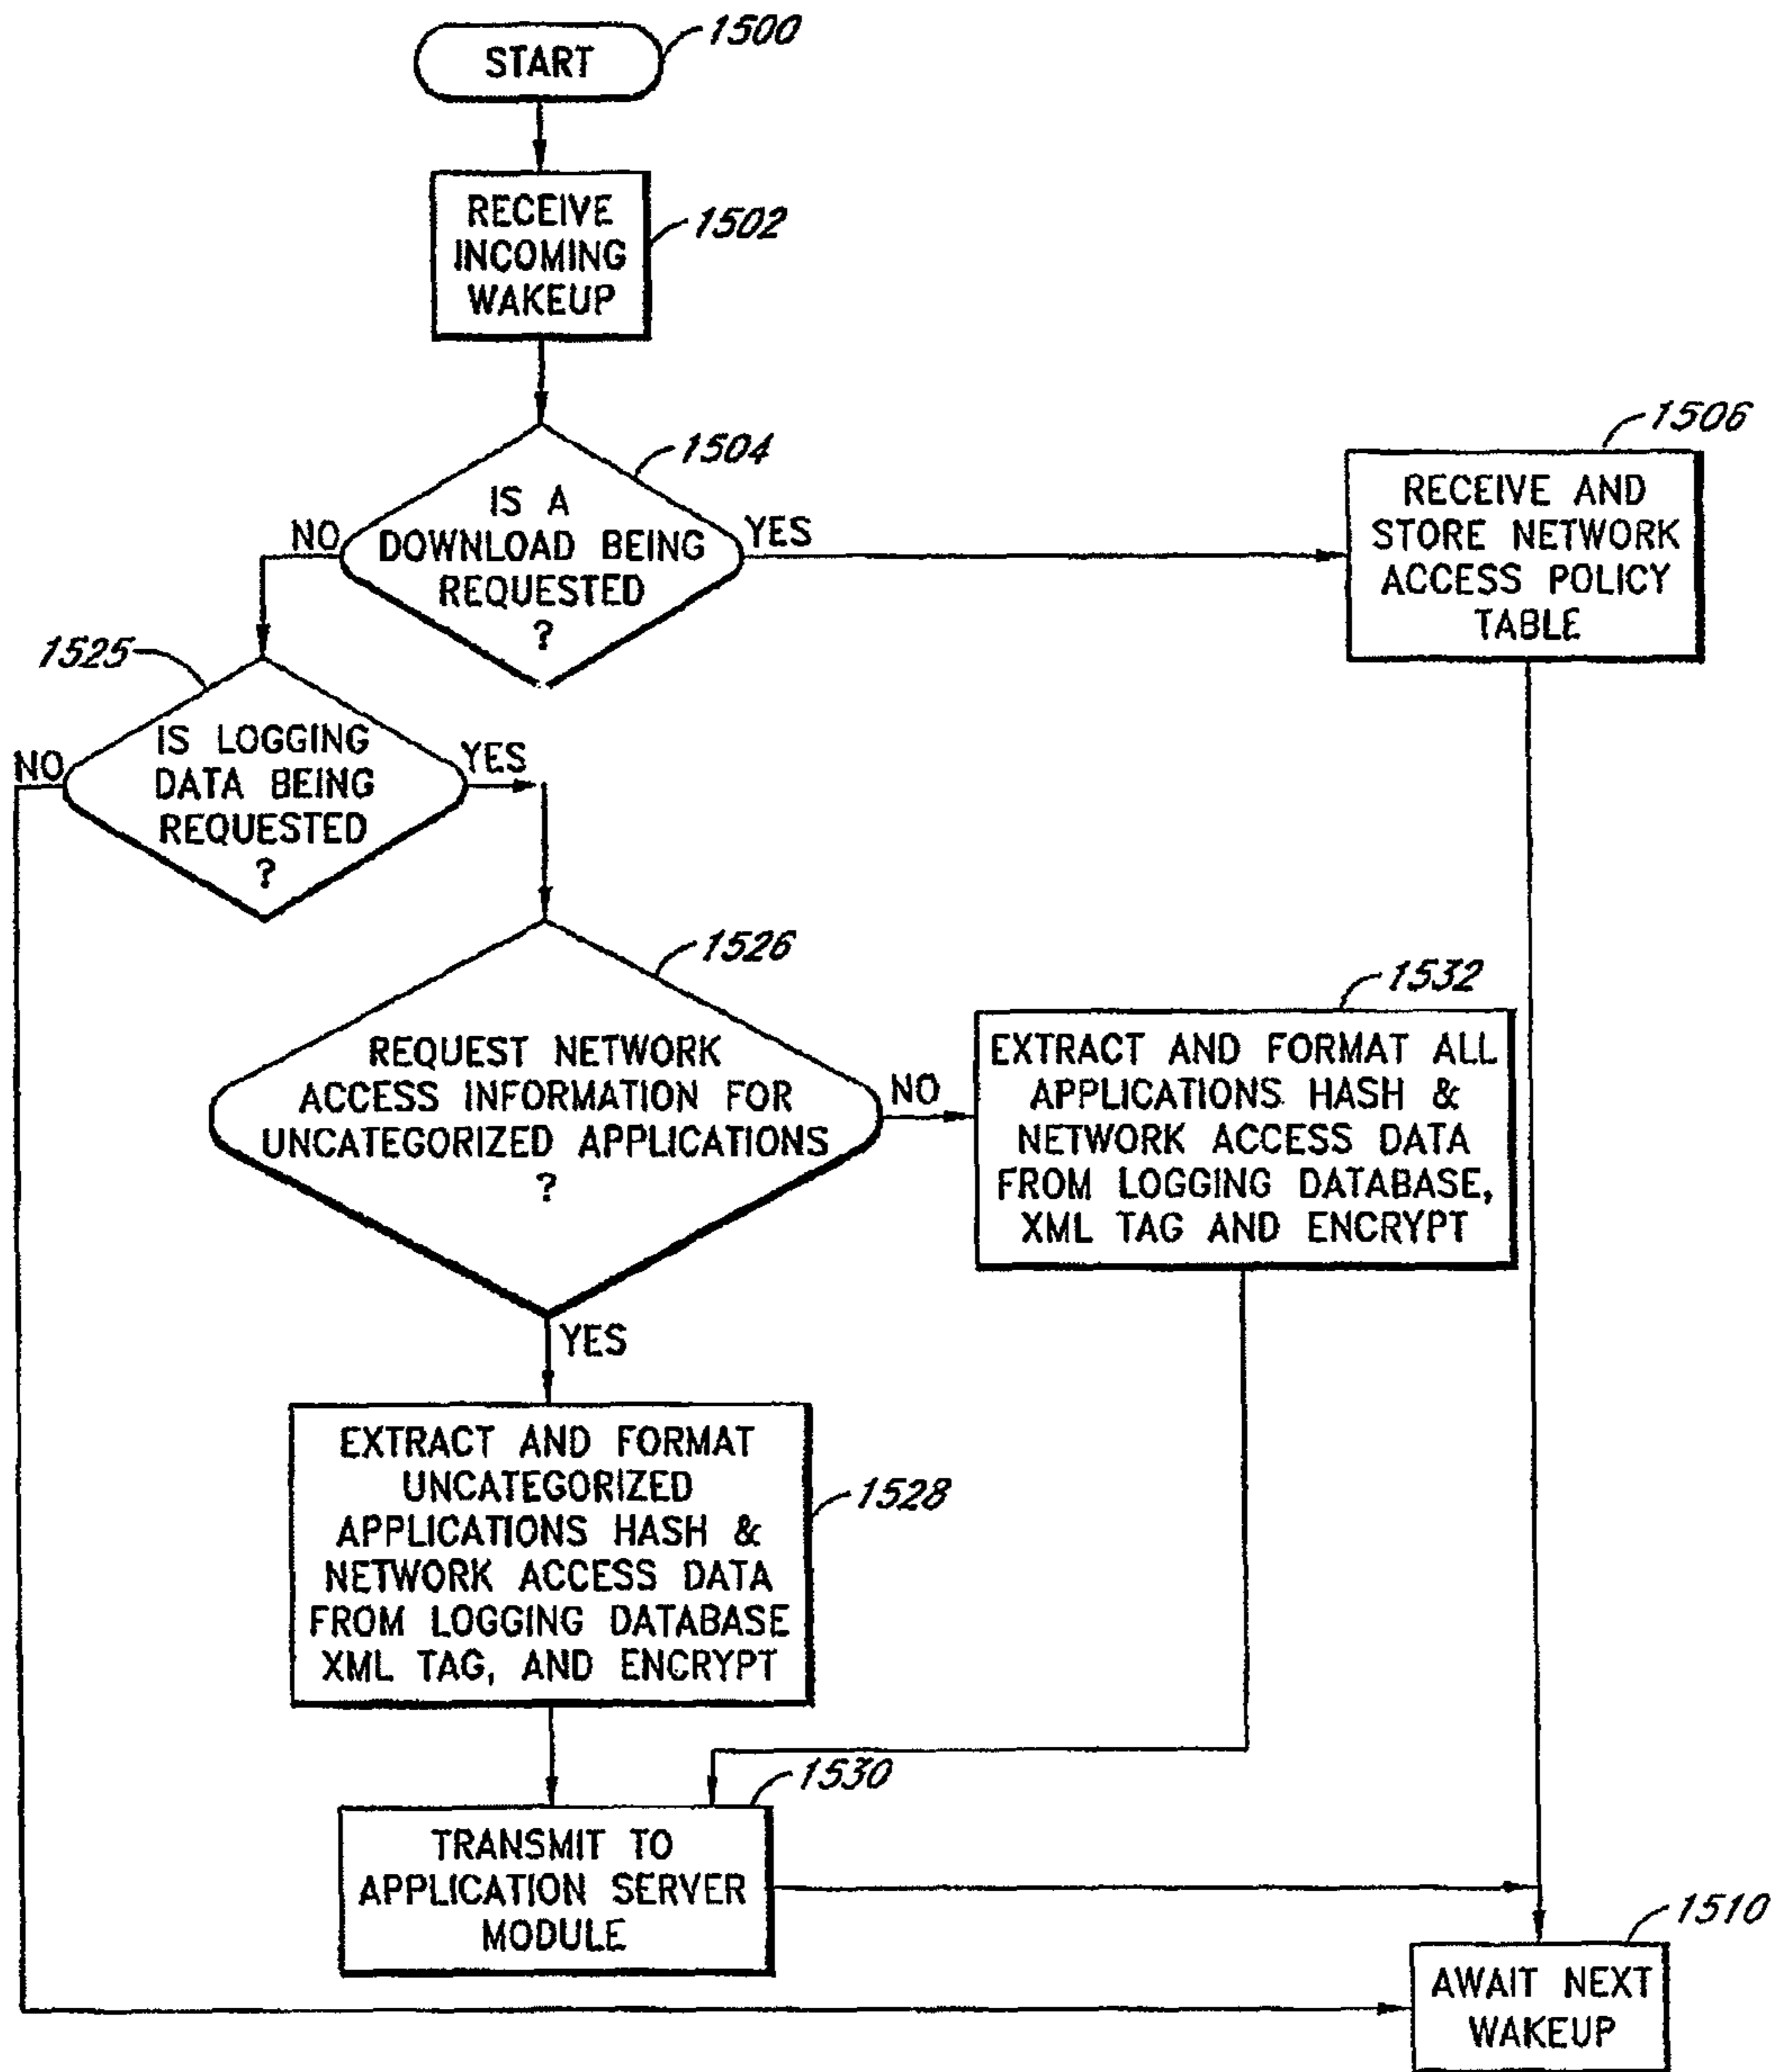 START
1500
RECEIVE
INCOMING
WAKEUP
1502
IS A
DOWNLOAD BEING
REQUESTED
?
1504
NO
YES
1506
RECEIVE AND
STORE NETWORK
ACCESS POLICY
TABLE
1525
IS LOGGING
DATA BEING
REQUESTED
?
NO
YES
1526
REQUEST NETWORK
ACCESS INFORMATION FOR
UNCATEGORIZED APPLICATIONS
?
NO
YES
1532
EXTRACT AND FORMAT ALL
APPLICATIONS HASH &
NETWORK ACCESS DATA
FROM LOGGING DATABASE,
XML TAG AND ENCRYPT
EXTRACT AND FORMAT
UNCATEGORIZED
APPLICATIONS HASH &
NETWORK ACCESS DATA
FROM LOGGING DATABASE
XML TAG, AND ENCRYPT
1528
1530
TRANSMIT TO
APPLICATION SERVER
MODULE
1510
AWAIT NEXT
WAKEUP